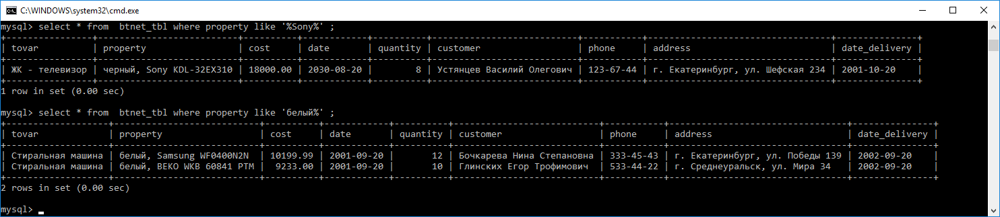 C:\WINDOWS\system32\cmd.exe
mysql> select * from  btnet_tbl where property like '%Sony%' ;
+----------------+--------------------------+----------+------------+----------+--------------------------+-----------+----------------------------------+---------------+
| tovar          | property                 | cost     | date       | quantity | customer                 | phone     | address                          | date_delivery |
+----------------+--------------------------+----------+------------+----------+--------------------------+-----------+----------------------------------+---------------+
| ЖК - телевизор | черный, Sony KDL-32EX310 | 18000.00 | 2030-08-20 |        8 | Устянцев Василий Олегович | 123-67-44 | г. Екатеринбург, ул. Шефская 234 | 2001-10-20    |
+----------------+--------------------------+----------+------------+----------+--------------------------+-----------+----------------------------------+---------------+
1 row in set (0.00 sec)
mysql> select * from  btnet_tbl where property like 'белый%' ;
+-------------------+---------------------------+----------+------------+----------+---------------------------+-----------+---------------------------------+---------------+
| tovar             | property                  | cost     | date       | quantity | customer                  | phone     | address                         | date_delivery |
+-------------------+---------------------------+----------+------------+----------+---------------------------+-----------+---------------------------------+---------------+
| Стиральная машина | белый, Samsung WF0400N2N  | 10199.99 | 2001-09-20 |       12 | Бочкарева Нина Степановна | 333-45-43 | г. Екатеринбург, ул. Победы 139 | 2002-09-20    |
| Стиральная машина | белый, BEKO WKB 60841 PTM |  9233.00 | 2001-09-20 |       10 | Глинских Егор Трофимович  | 533-44-22 | г. Среднеуральск, ул. Мира 34   | 2002-09-20    |
+-------------------+---------------------------+----------+------------+----------+---------------------------+-----------+---------------------------------+---------------+
2 rows in set (0.00 sec)
mysql>